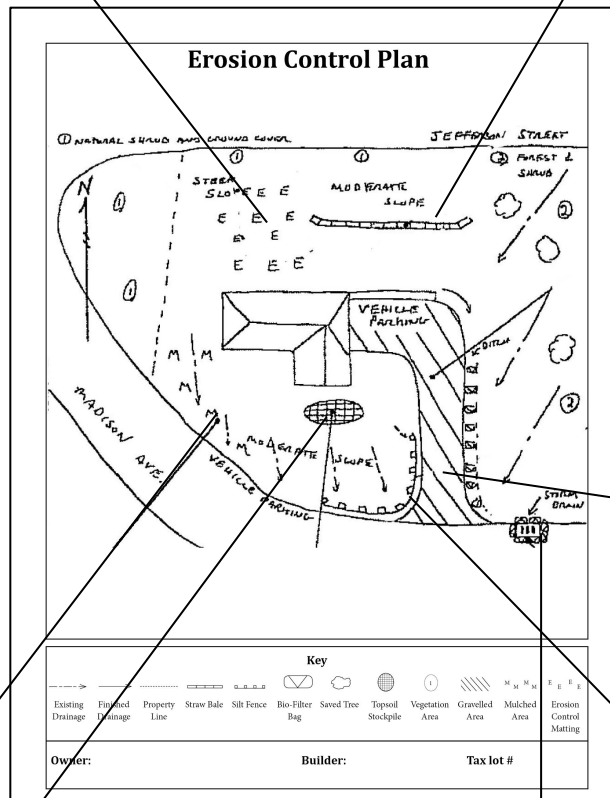 Erosion Control Plan
① NATURAL SHRUB AND GROUND COVER
JEFFERSON STREET
① ① ② FOREST &
SHRUB
N
STEEP
SLOPE E E
MODERATTE
SLOPE
① ②
E E E
E E
E E E
①
VEHICLE
PARKING
DITCH
M M
M
②
M
M
MADISON AVE.
MODERATTE SLOPE
VEHICLE PARKING
STORM
DRAIN
Key
Existing Drainage
Finished Drainage
Property Line
Straw Bale
Silt Fence
Bio-Filter Bag
Saved Tree
Topsoil Stockpile
1
Vegetation Area
Gravelled Area
M M M M
Mulched Area
E E E E
Erosion Control Matting
Owner: Builder: Tax lot #